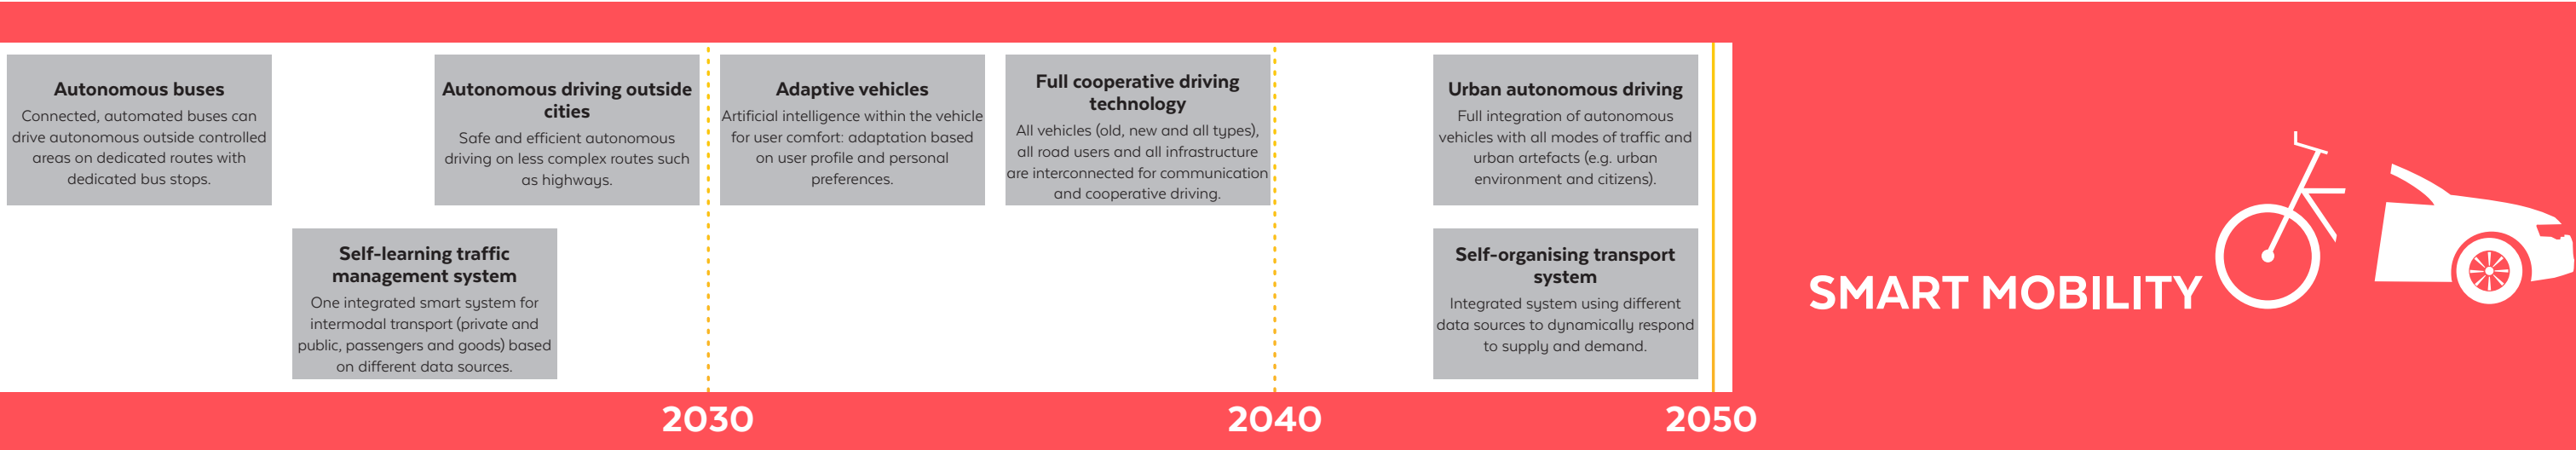 Autonomous buses
Connected, automated buses can
drive autonomous outside controlled
areas on dedicated routes with
dedicated bus stops.
Autonomous driving outside
cities
Safe and efficient autonomous
driving on less complex routes such
as highways.
Adaptive vehicles
Artificial intelligence within the vehicle
for user comfort: adaptation based
on user profile and personal
preferences.
Full cooperative driving
technology
All vehicles (old, new and all types),
all road users and all infrastructure
are interconnected for communication
and cooperative driving.
Urban autonomous driving
Full integration of autonomous
vehicles with all modes of traffic and
urban artefacts (e.g. urban
environment and citizens).
Self-learning traffic
management system
One integrated smart system for
intermodal transport (private and
public, passengers and goods) based
on different data sources.
Self-organising transport
system
Integrated system using different
data sources to dynamically respond
to supply and demand.
SMART MOBILITY
2030
2040
2050